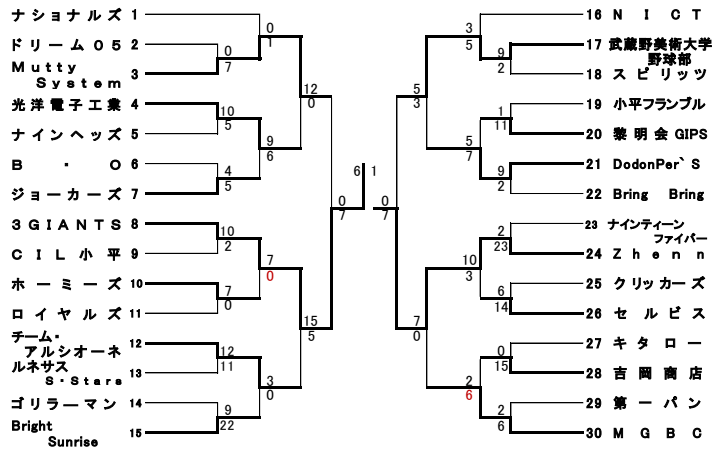 ナショナルズ 1
ドリーム０５ 2
Mutty System 3
光洋電子工業 4
ナインヘッズ 5
Ｂ・Ｏ 6
ジョーカーズ 7
３GIANTS 8
ＣＩＬ小平 9
ホーミーズ 10
ロイヤルズ 11
チーム・アルシオーネ 12
ルネサスＳ・Stars 13
ゴリラーマン 14
Bright Sunrise 15
0
1
0
7
10
5
9
6
4
5
12
0
10
2
7
0
7
0
12
11
3
0
9
22
15
5
0
7
6 1
0
7
3
5
9
2
5
3
1
11
5
7
9
2
2
23
10
3
6
14
7
0
0
15
2
6
2
6
16 ＮＩＣＴ
17 武蔵野美術大学
野球部
18 スピリッツ
19 小平フランブル
20 黎明会GIPS
21 DodonPer`S
22 Bring Bring
23 ナインティーン
ファイバー
24 Ｚｈｅｎｎ
25 クリッカーズ
26 セルビス
27 キタロー
28 吉岡商店
29 第一パン
30 ＭＧＢＣ